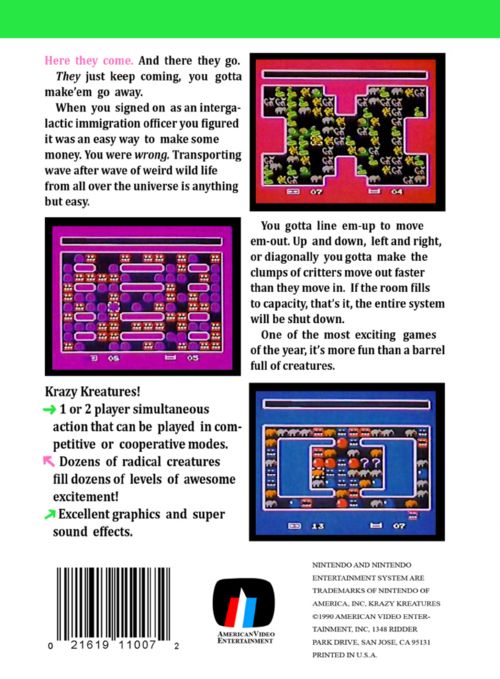 Here they come. And there they go.
They just keep coming, you gotta
make'em go away.
When you signed on as an interga-
lactic immigration officer you figured
it was an easy way to make some
money. You were wrong. Transporting
wave after wave of weird wild life
from all over the universe is anything
but easy.
07 04
06 05
You gotta line em-up to move
em-out. Up and down, left and right,
or diagonally you gotta make the
clumps of critters move out faster
than they move in. If the room fills
to capacity, that's it, the entire system
will be shut down.
One of the most exciting games
of the year, it's more fun than a barrel
full of creatures.
Krazy Kreatures!
1 or 2 player simultaneous
action that can be played in com-
petitive or cooperative modes.
Dozens of radical creatures
fill dozens of levels of awesome
excitement!
Excellent graphics and super
sound effects.
? ?
13 07
0 21619 11007 2
AMERICAN VIDEO
ENTERTAINMENT
NINTENDO AND NINTENDO
ENTERTAINMENT SYSTEM ARE
TRADEMARKS OF NINTENDO OF
AMERICA, INC. KRAZY KREATURES
©1990 AMERICAN VIDEO ENTER-
TAINMENT, INC, 1348 RIDDER
PARK DRIVE, SAN JOSE, CA 95131
PRINTED IN U.S.A.